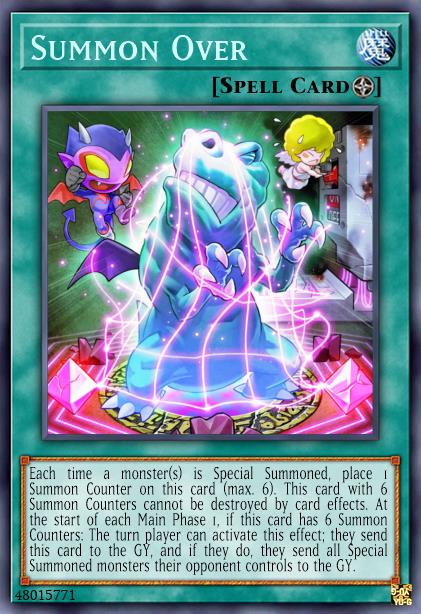 Summon Over
[Spell Card]
Each time a monster(s) is Special Summoned, place 1
Summon Counter on this card (max. 6). This card with 6
Summon Counters cannot be destroyed by card effects. At
the start of each Main Phase 1, if this card has 6 Summon
Counters: The turn player can activate this effect; they send
this card to the GY, and if they do, they send all Special
Summoned monsters their opponent controls to the GY.
48015771